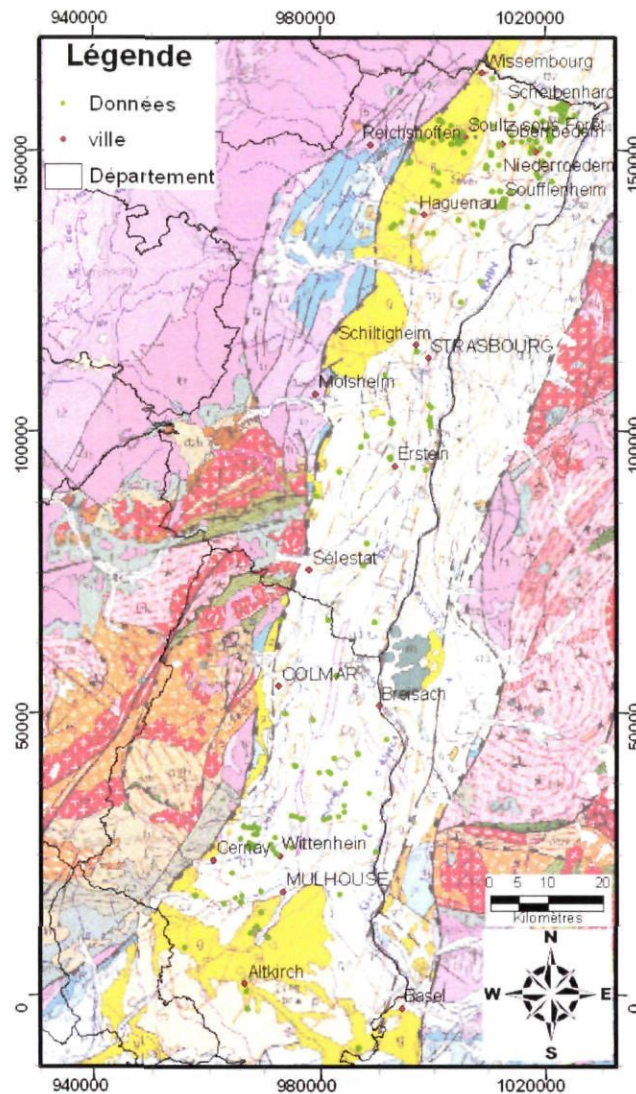 940000 980000 1020000
Légende
Données
ville
Département
Wissembourg
Scheibenhard
Soultz sous Forêt
Reichshoffen
Oberroedern
150000
150000
Niederroedern
Soufflenheim
Haguenau
Schiltigheim
STRASBOURG
Molsheim
100000
100000
Erstein
Sélestat
COLMAR
Breisach
50000
50000
Cernay
Wittenhein
MULHOUSE
0 5 10 20
Kilomètres
N
Altkirch
W E
0
0
Basel
S
940000 980000 1020000